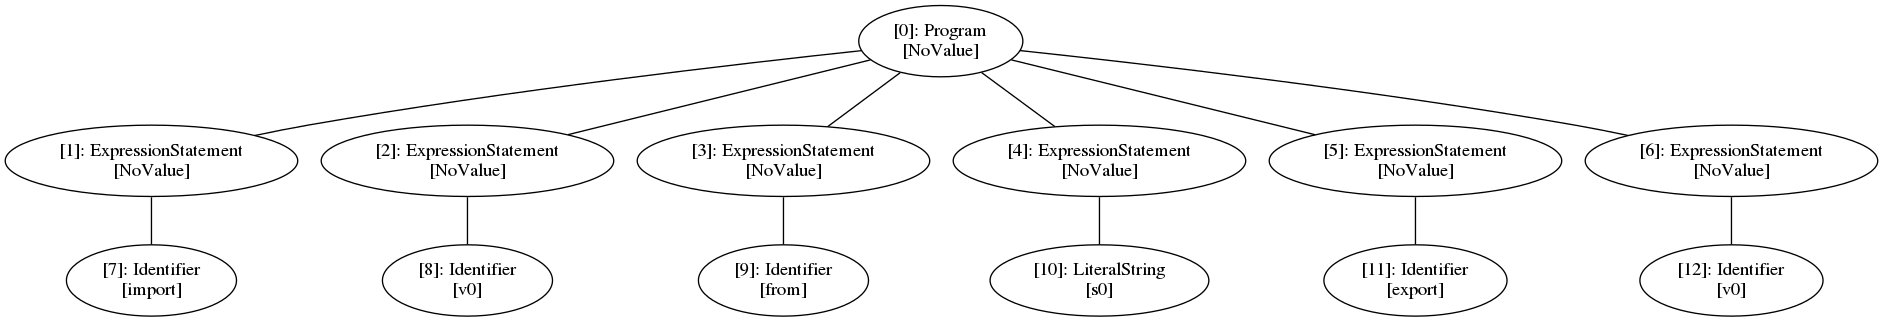 [0]: Program
[NoValue]
[1]: ExpressionStatement
[NoValue]
[2]: ExpressionStatement
[NoValue]
[3]: ExpressionStatement
[NoValue]
[4]: ExpressionStatement
[NoValue]
[5]: ExpressionStatement
[NoValue]
[6]: ExpressionStatement
[NoValue]
[7]: Identifier
[import]
[8]: Identifier
[v0]
[9]: Identifier
[from]
[10]: LiteralString
[s0]
[11]: Identifier
[export]
[12]: Identifier
[v0]